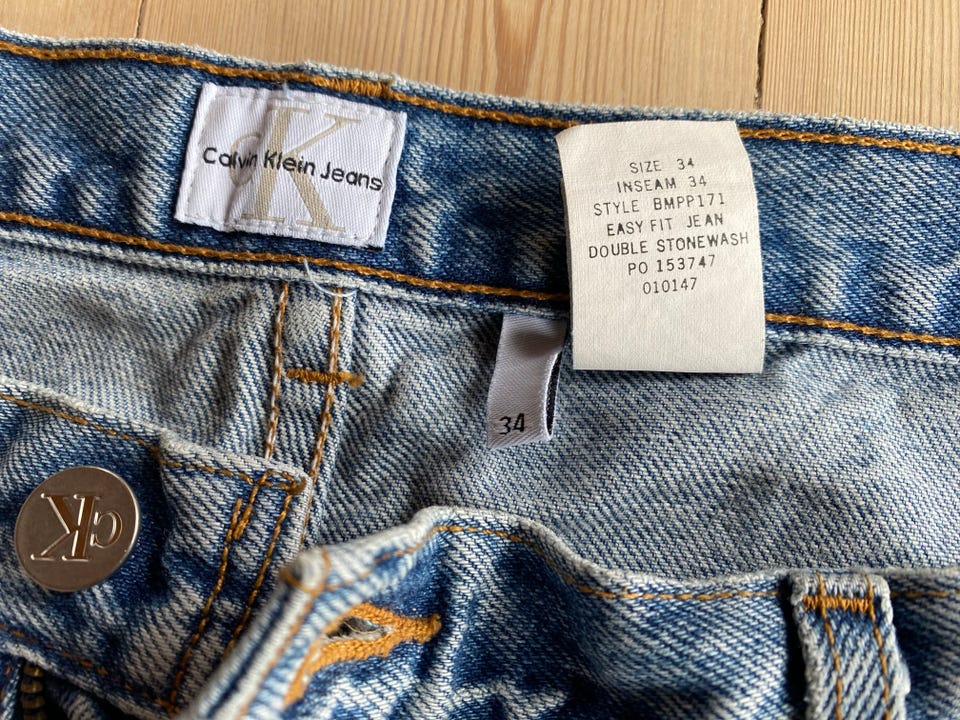 cK
Calvin Klein Jeans
SIZE 34
INSEAM 34
STYLE BMPP171
EASY FIT JEAN
DOUBLE STONEWASH
PO 153747
010147
34
cK